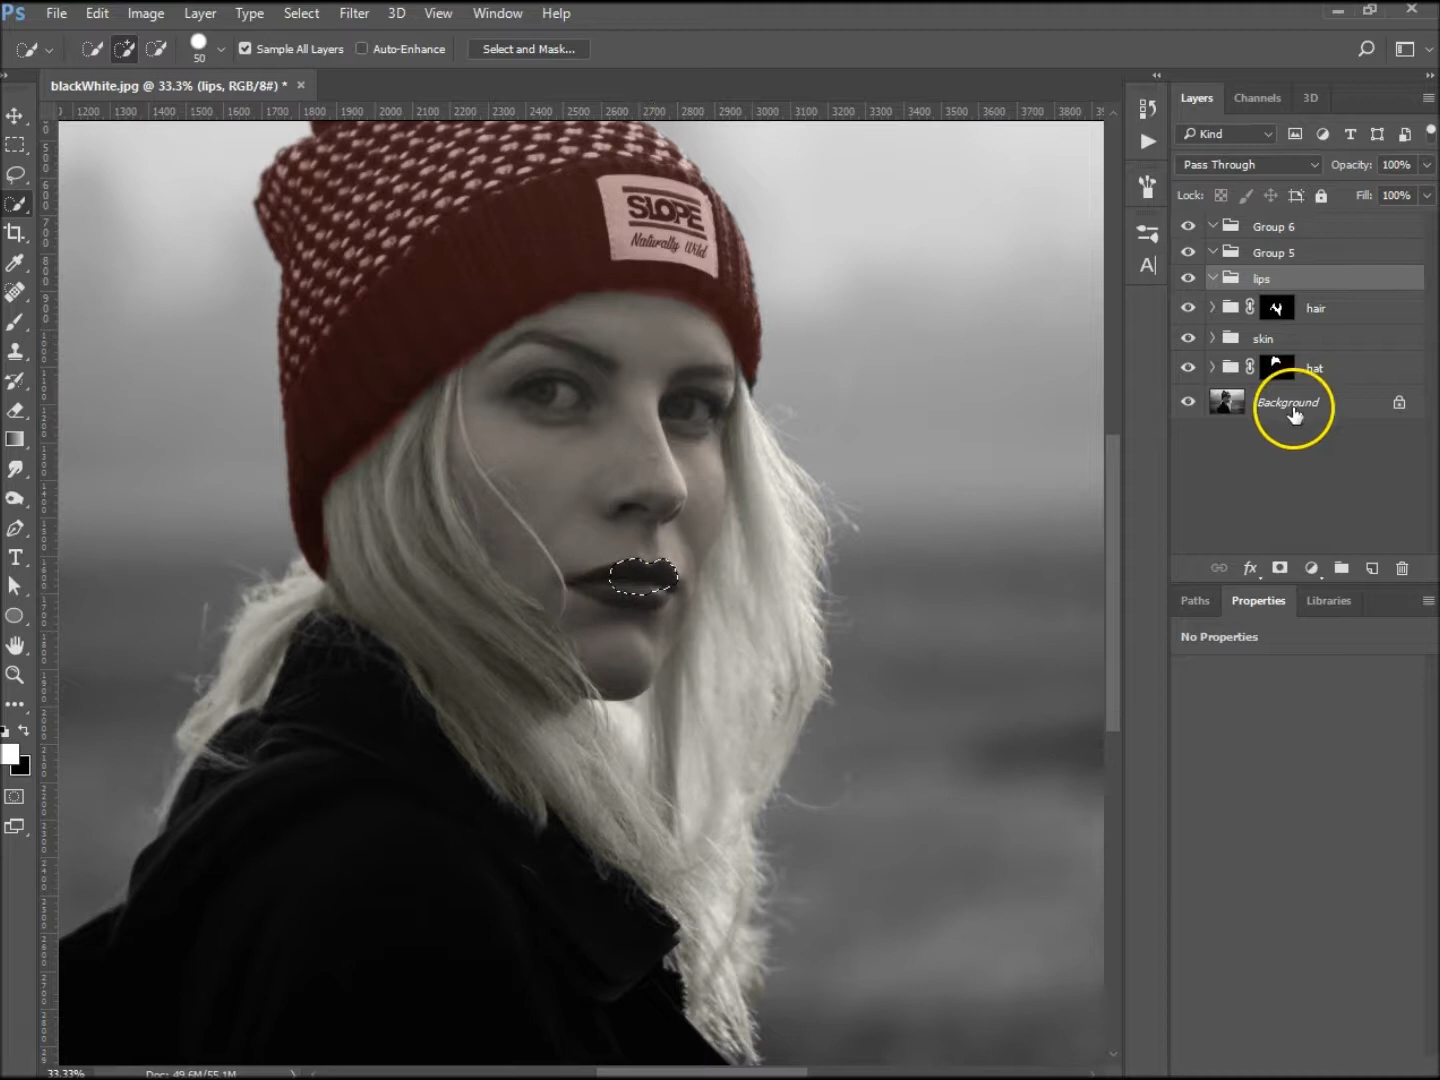 Ps File Edit Image Layer Type Select Filter 3D View Window Help
50 Sample All Layers Auto-Enhance Select and Mask...
blackWhite.jpg @ 33.3% (lips, RGB/8#) * ×
1200 1300 1400 1500 1600 1700 1800 1900 2000 2100 2200 2300 2400 2500 2600 2700 2800 2900 3000 3100 3200 3300 3400 3500 3600 3700 3800
SLOPE
Naturally Wild
Layers Channels 3D
Kind
Pass Through Opacity: 100%
Lock: Fill: 100%
Group 6
Group 5
lips
hair
skin
hat
Background
fx
Paths Properties Libraries
No Properties
33.33% Doc: 49.6M/55.1M